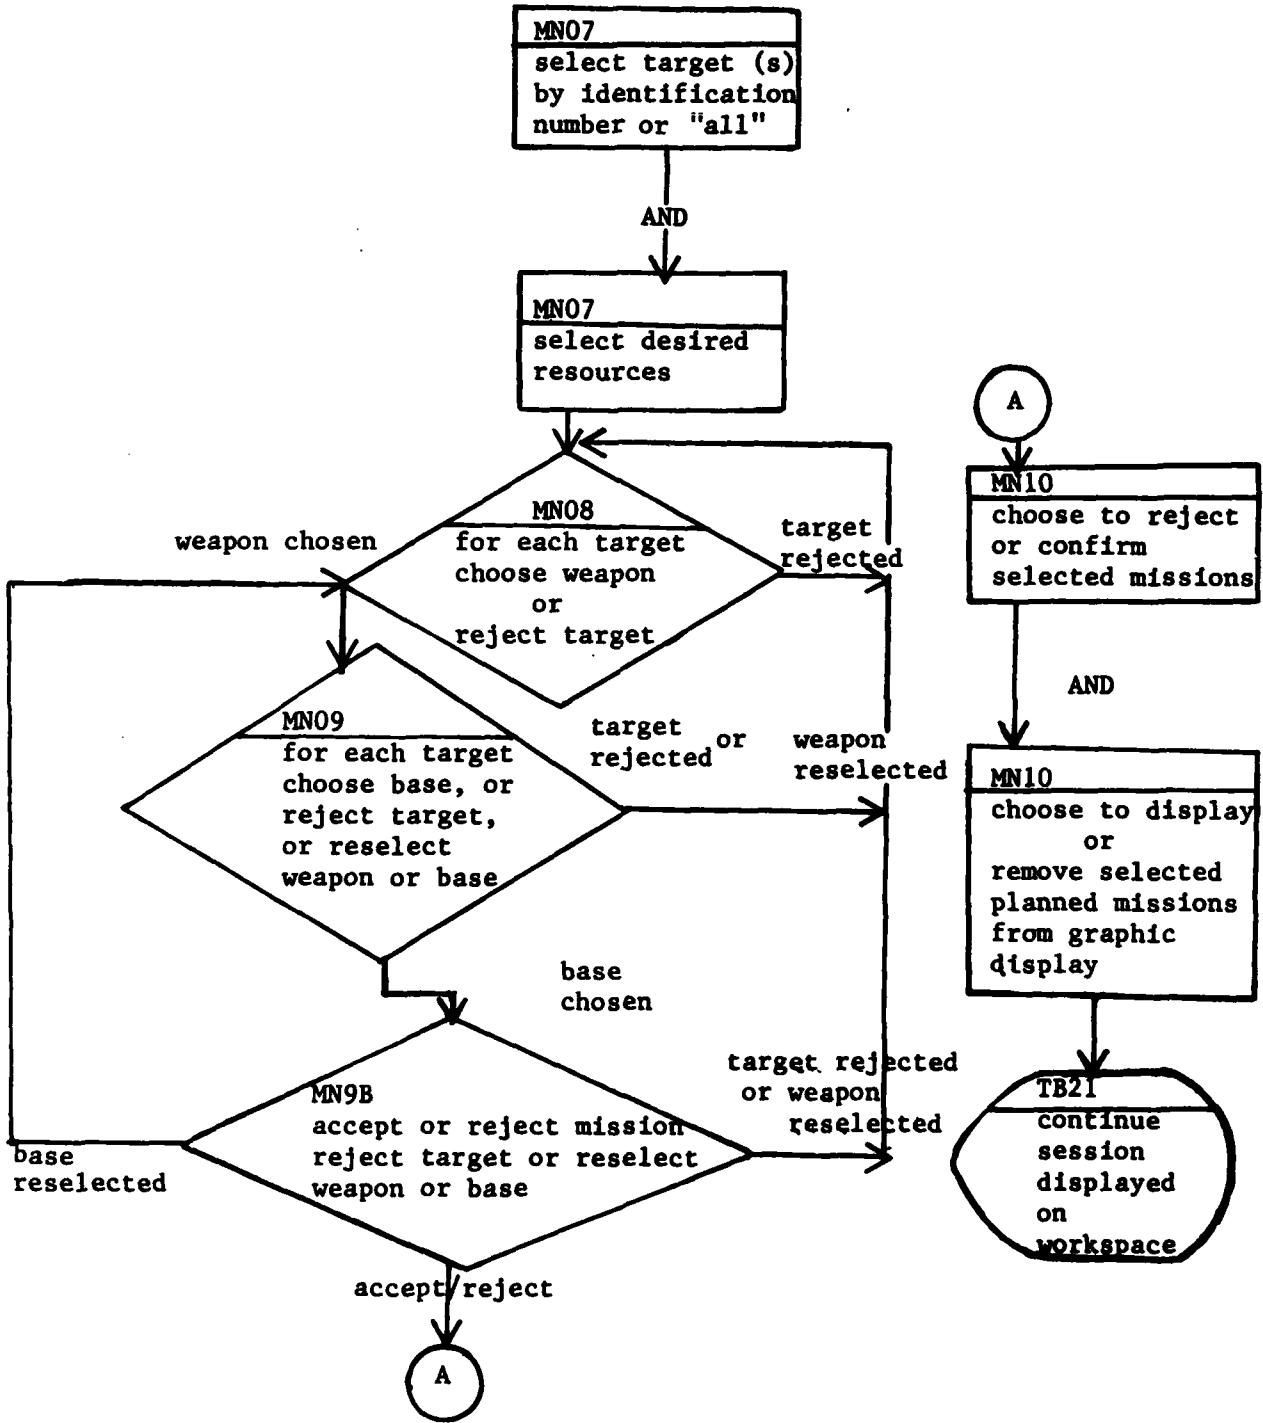 MN07
select target (s)
by identification
number or "all"
AND
MN07
select desired
resources
MN08
for each target
choose weapon
or
reject target
weapon chosen
target
rejected
MN09
for each target
choose base, or
reject target,
or reselect
weapon or base
target
rejected
or
weapon
reselected
base
chosen
MN9B
accept or reject mission
reject target or reselect
weapon or base
target rejected
or weapon
reselected
base
reselected
accept/reject
A
A
MN10
choose to reject
or confirm
selected missions
AND
MN10
choose to display
or
remove selected
planned missions
from graphic
display
TB21
continue
session
displayed
on
workspace